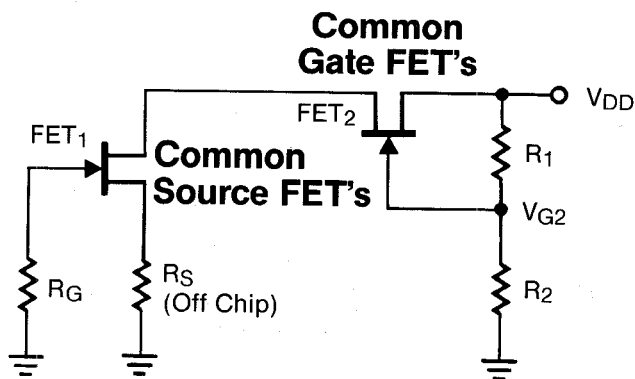 Common
Gate FET's
VDD
FET1
FET2
Common
Source FET's
R1
VG2
RG
RS
(Off Chip)
R2